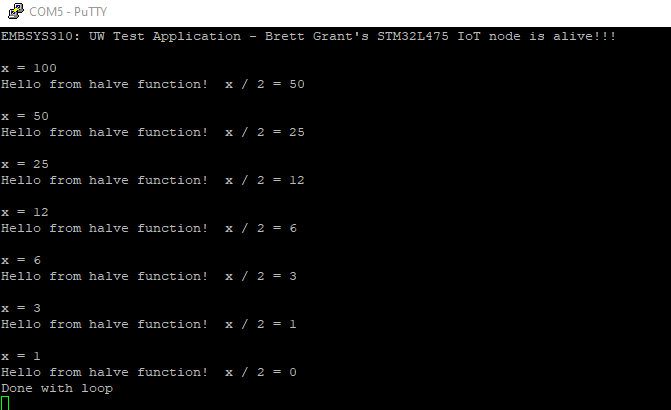 COM5 - PuTTY
EMBSYS310: UW Test Application - Brett Grant's STM32L475 IoT node is alive!!!
x = 100
Hello from halve function!  x / 2 = 50
x = 50
Hello from halve function!  x / 2 = 25
x = 25
Hello from halve function!  x / 2 = 12
x = 12
Hello from halve function!  x / 2 = 6
x = 6
Hello from halve function!  x / 2 = 3
x = 3
Hello from halve function!  x / 2 = 1
x = 1
Hello from halve function!  x / 2 = 0
Done with loop